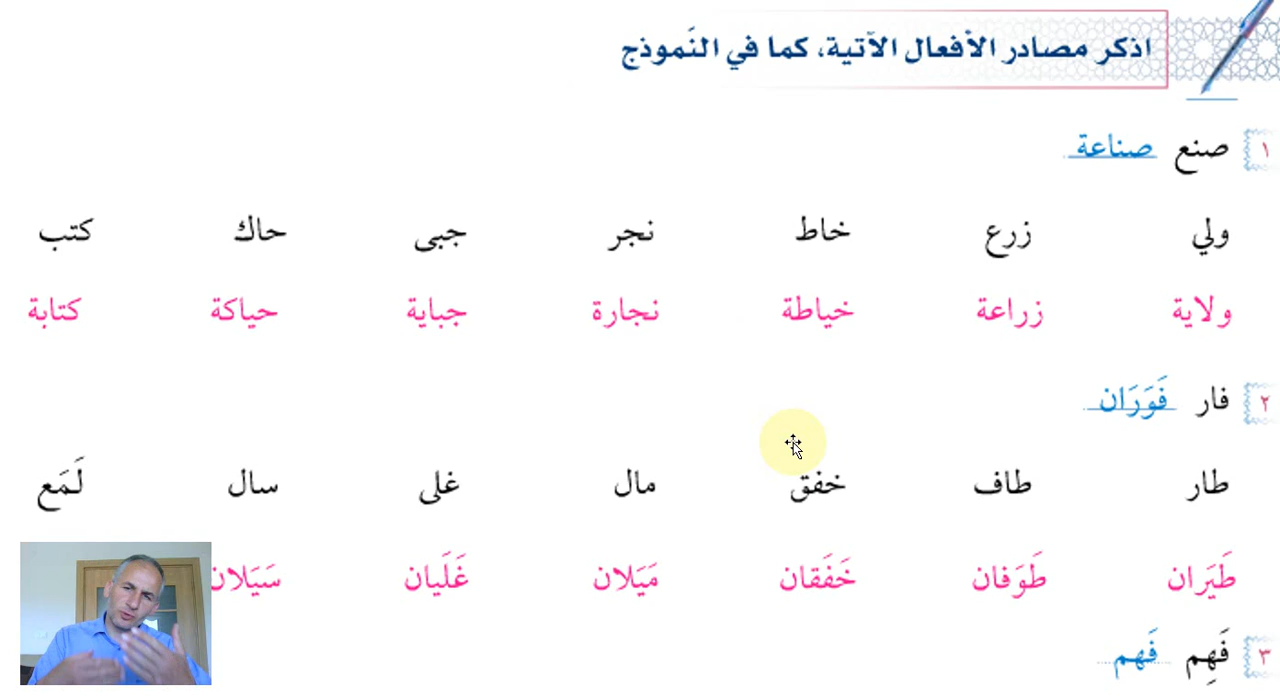 اذكر مصادر الأفعال الآتية، كما في النَموذج
١ صنع صناعة
ولي زرع خاط نجر جبى حاك كتب
ولاية زراعة خياطة نجارة جباية حياكة كتابة
٢ فار فَوَرَان
طار طاف خفق مال غلى سال لَمَع
طَيَران طَوَفان خَفَقان مَيَلان غَلَيان سَيَلان
٣ فَهِم فَهم